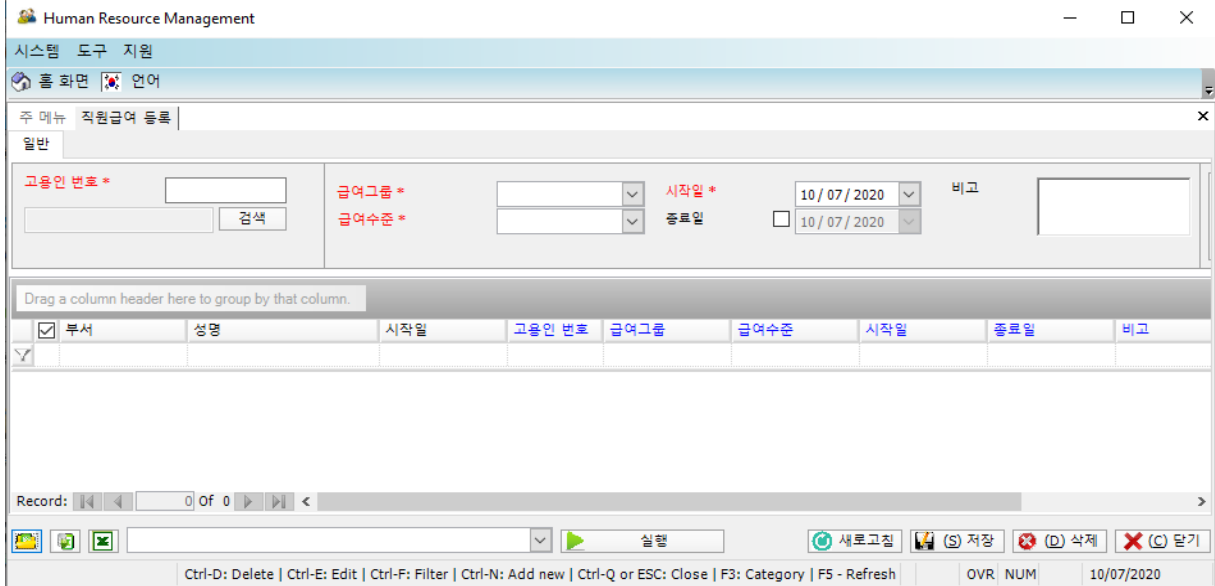 Human Resource Management
시스템 도구 지원
홈 화면 언어
주 메뉴 직원급여 등록
일반
고용인 번호 * 급여그룹 * 시작일 * 10 / 07 / 2020 비고
검색 급여수준 * 종료일 10 / 07 / 2020
Drag a column header here to group by that column.
부서 성명 시작일 고용인 번호 급여그룹 급여수준 시작일 종료일 비고
Record: 0 Of 0
실행 새로고침 (S) 저장 (D) 삭제 (C) 닫기
Ctrl-D: Delete | Ctrl-E: Edit | Ctrl-F: Filter | Ctrl-N: Add new | Ctrl-Q or ESC: Close | F3: Category | F5 - Refresh OVR NUM 10/07/2020